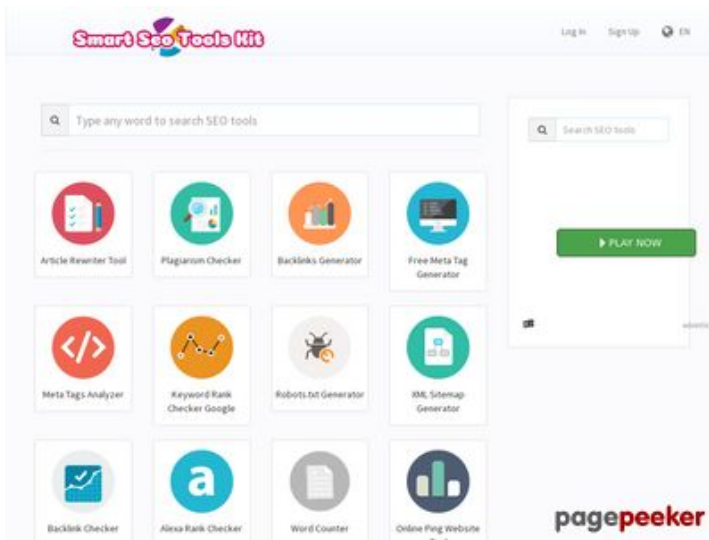 Smart Seo Tools Kit
Log In Sign Up EN
Type any word to search SEO tools
Search SEO tools
PLAY NOW
Article Rewriter Tool
Plagiarism Checker
Backlinks Generator
Free Meta Tag
Generator
Meta Tags Analyzer
Keyword Rank
Checker Google
Robots.txt Generator
XML Sitemap
Generator
Backlink Checker
a
Alexa Rank Checker
Word Counter
Online Ping Website
pagepeeker